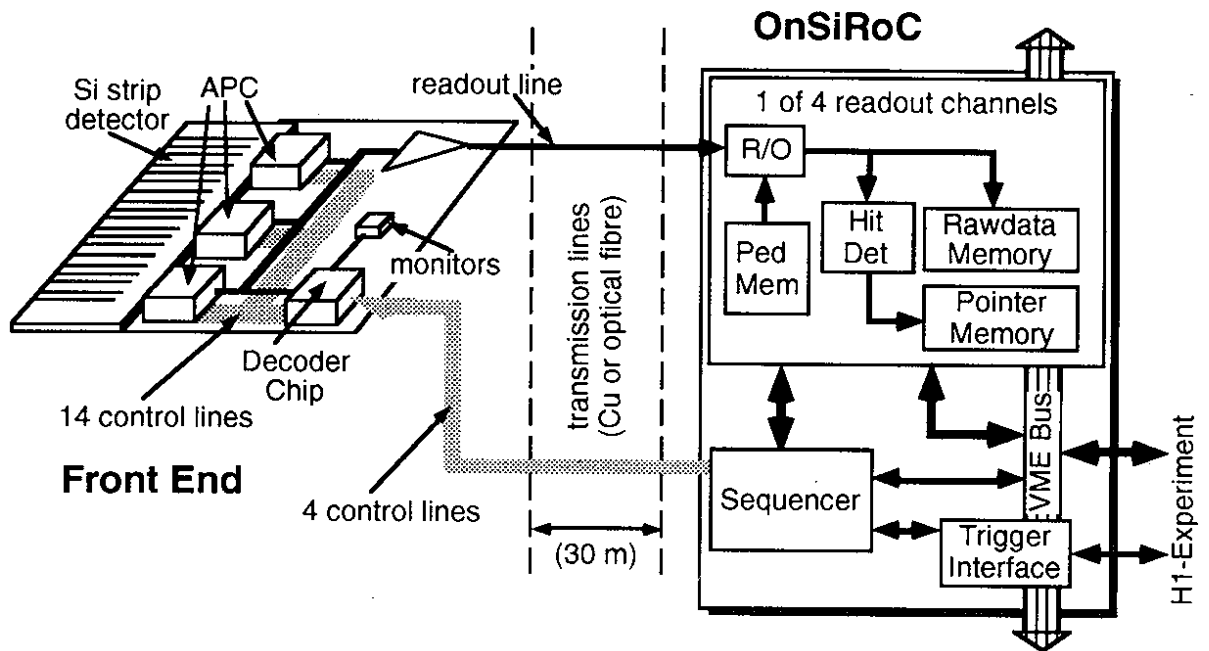 OnSiRoC
readout line
APC
Si strip
detector
1 of 4 readout channels
R/O
Ped
Mem
Hit
Det
Rawdata
Memory
Pointer
Memory
monitors
Decoder
Chip
14 control lines
Front End
4 control lines
transmission lines
(Cu or optical fibre)
(30 m)
Sequencer
VME Bus
Trigger
Interface
H1-Experiment